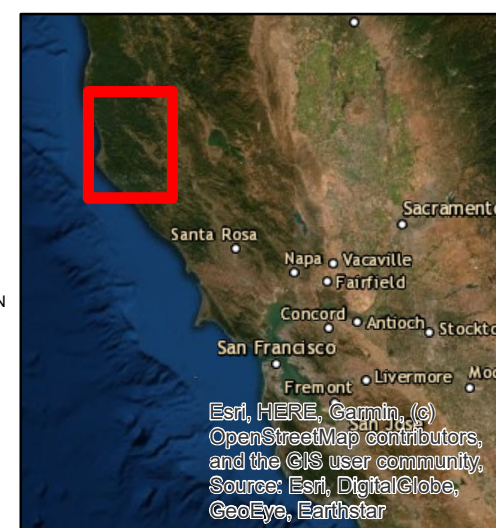 Sacramento
Santa Rosa
Napa
Vacaville
Fairfield
N
Concord
Antioch
Stockto
San Francisco
Livermore
Mod
Fremont
San Jose
Esri, HERE, Garmin, (c)
OpenStreetMap contributors,
and the GIS user community,
Source: Esri, DigitalGlobe,
GeoEye, Earthstar